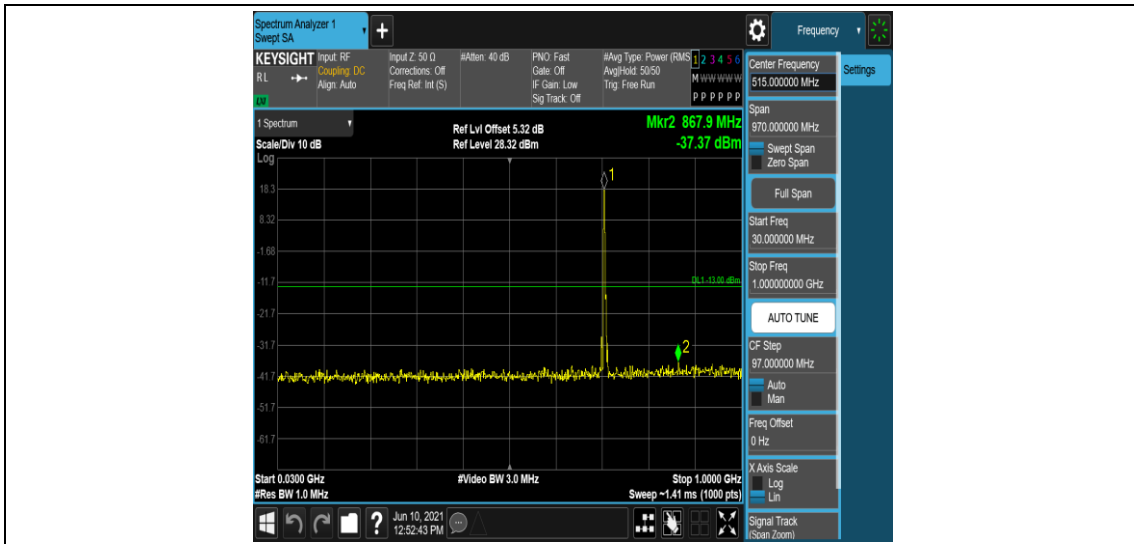 Spectrum Analyzer 1
Swept SA
+
Frequency
KEYSIGHT
RL
LXI
Input: RF
Coupling: DC
Align: Auto
Input Z: 50 Ω
Corrections: Off
Freq Ref: Int (S)
#Atten: 40 dB
PNO: Fast
Gate: Off
IF Gain: Low
Sig Track: Off
#Avg Type: Power (RMS
Avg|Hold: 50/50
Trig: Free Run
1 2 3 4 5 6
M W W W W W
P P P P P P
1 Spectrum
Scale/Div 10 dB
Ref Lvl Offset 5.32 dB
Ref Level 28.32 dBm
Mkr2 867.9 MHz
-37.37 dBm
Log
18.3
8.32
-1.68
-11.7
-21.7
-31.7
-41.7
-51.7
-61.7
1
DL1 -13.00 dBm
2
Start 0.0300 GHz
#Res BW 1.0 MHz
#Video BW 3.0 MHz
Stop 1.0000 GHz
Sweep ~1.41 ms (1000 pts)
?
Jun 10, 2021
12:52:43 PM
Center Frequency
515.000000 MHz
Settings
Span
970.000000 MHz
Swept Span
Zero Span
Full Span
Start Freq
30.000000 MHz
Stop Freq
1.000000000 GHz
AUTO TUNE
CF Step
97.000000 MHz
Auto
Man
Freq Offset
0 Hz
X Axis Scale
Log
Lin
Signal Track
(Span Zoom)